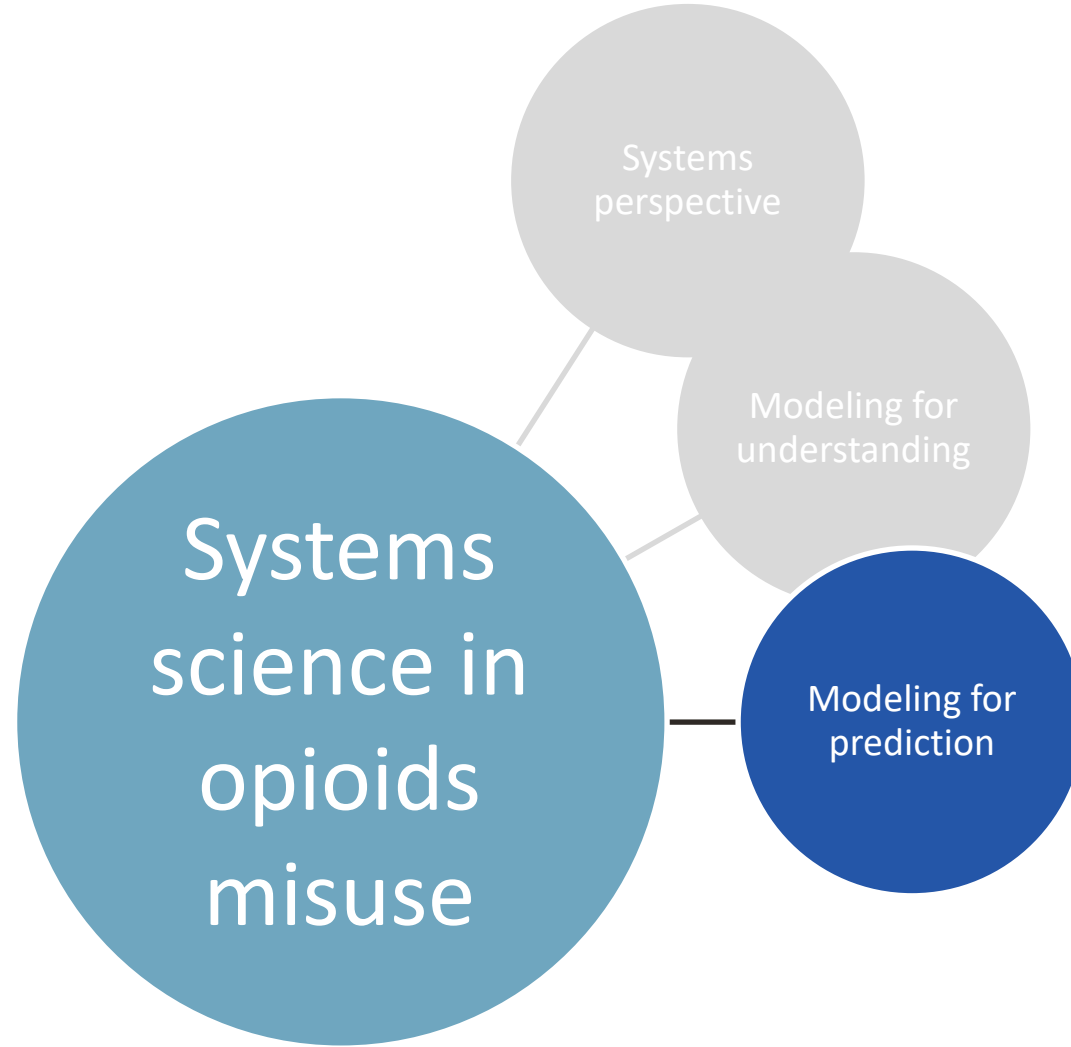 Systems
perspective
Modeling for
understanding
Systems
science in
opioids
misuse
Modeling for
prediction